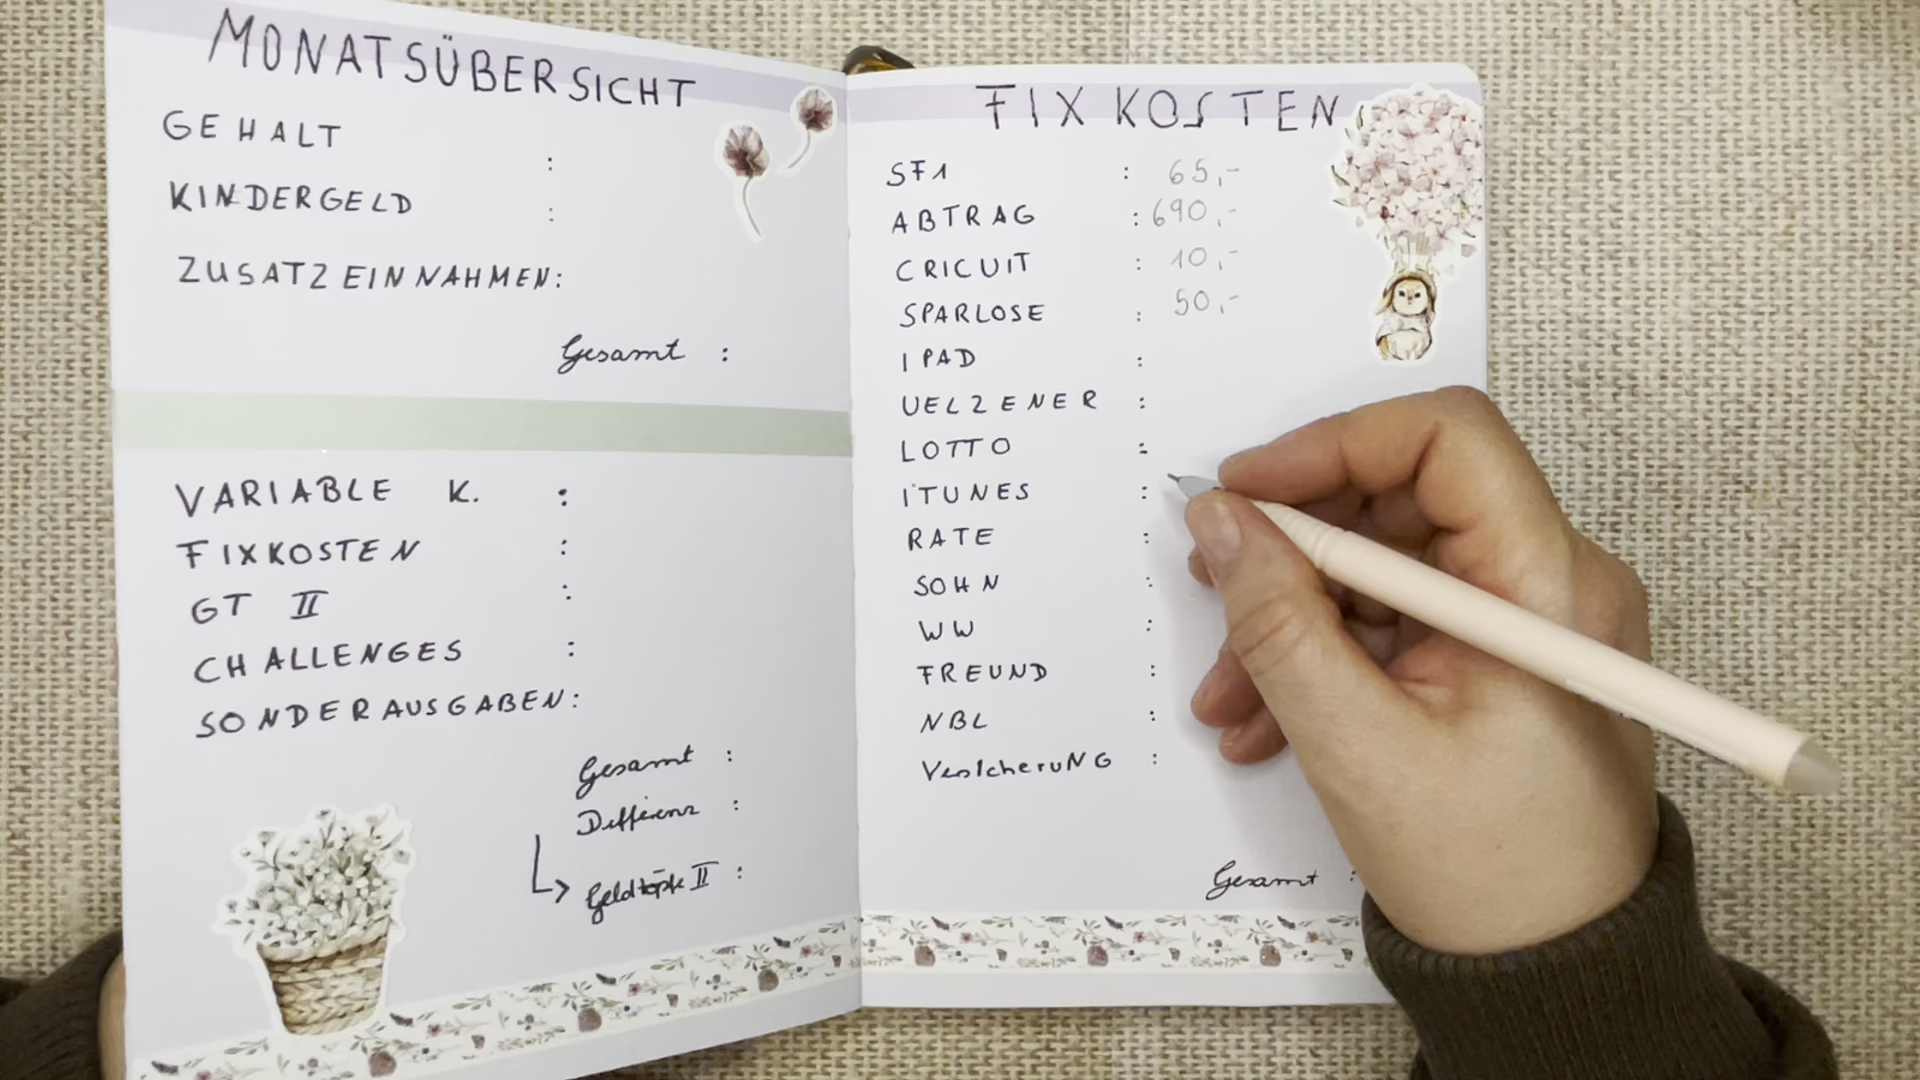 MONATSÜBERSICHT
GEHALT :
KINDERGELD :
ZUSATZEINNAHMEN:
Gesamt :
VARIABLE K. :
FIXKOSTEN :
GT II :
CHALLENGES :
SONDERAUSGABEN:
Gesamt :
Differenz :
Geldtöpfe II :
FIXKOSTEN
SF1 : 65,-
ABTRAG : 690,-
CRICUIT : 10,-
SPARLOSE : 50,-
IPAD :
UELZENER :
LOTTO :
ITUNES :
RATE :
SOHN :
WW :
FREUND :
NBL :
VersicheruNG :
Gesamt :